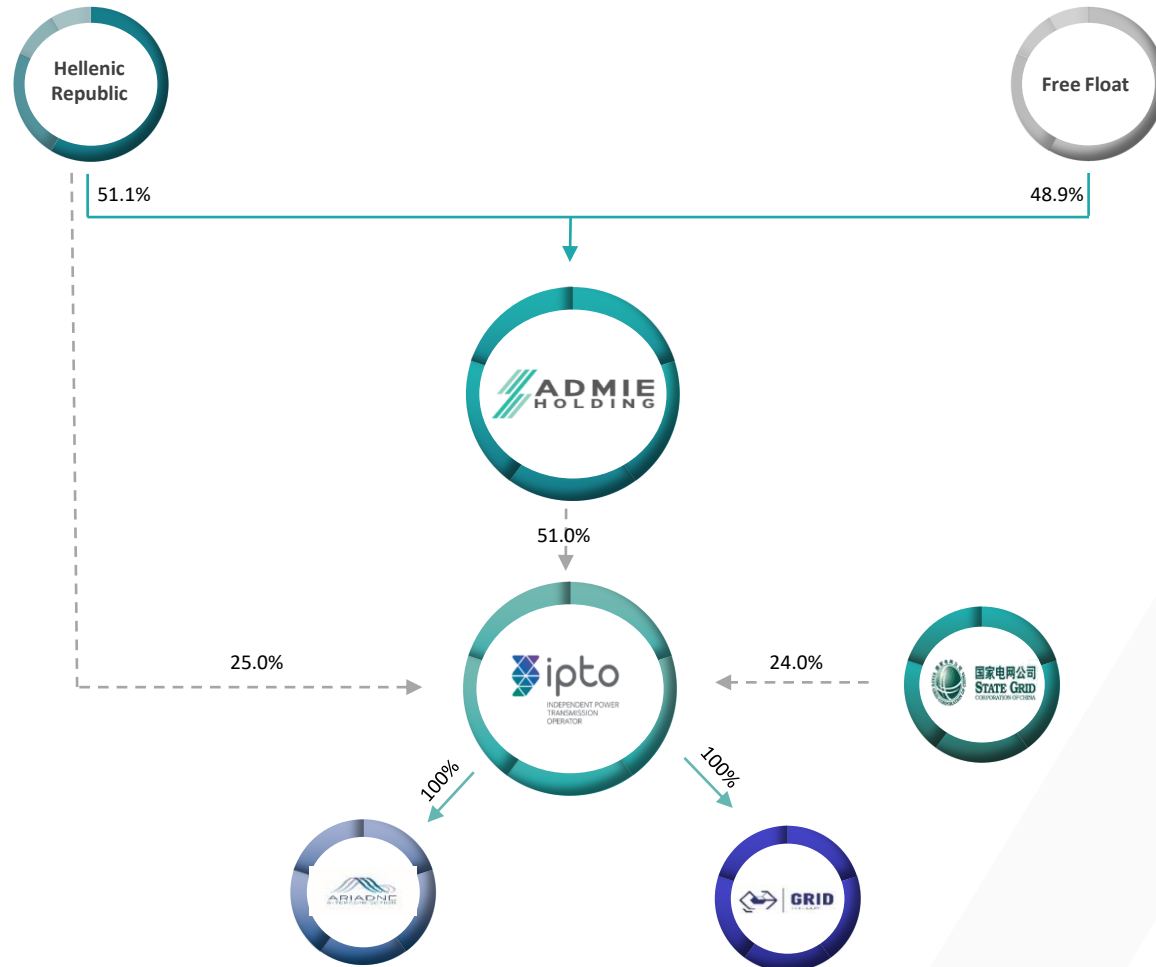 Hellenic
Republic
Free Float
51.1%
48.9%
ADMIE
HOLDING
51.0%
25.0%
24.0%
ipto
INDEPENDENT POWER
TRANSMISSION
OPERATOR
国家电网公司
STATE GRID
CORPORATION OF CHINA
100%
100%
ARIADNE
GRID